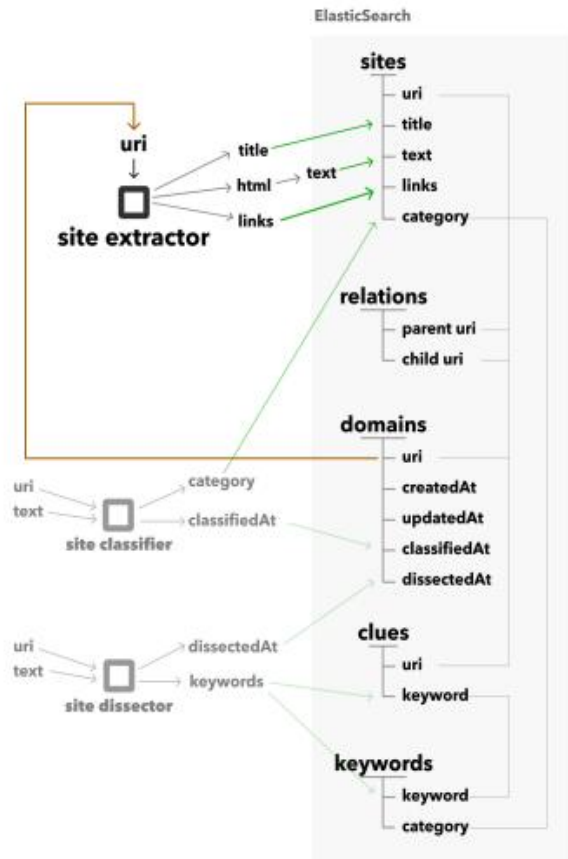 ElasticSearch
sites
uri
title
text
links
category
uri
title
html
text
links
site extractor
relations
parent uri
child uri
domains
uri
createdAt
updatedAt
classifiedAt
dissectedAt
uri
text
category
classifiedAt
site classifier
clues
uri
keyword
uri
text
dissectedAt
keywords
site dissector
keywords
keyword
category